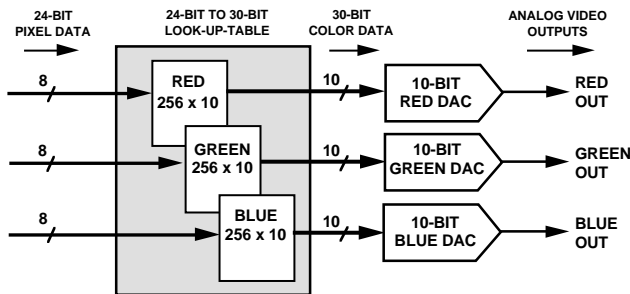 24-BIT
PIXEL DATA
24-BIT TO 30-BIT
LOOK-UP-TABLE
30-BIT
COLOR DATA
ANALOG VIDEO
OUTPUTS
8
RED
256 x 10
10
10-BIT
RED DAC
RED
OUT
8
GREEN
256 x 10
10
10-BIT
GREEN DAC
GREEN
OUT
8
BLUE
256 x 10
10
10-BIT
BLUE DAC
BLUE
OUT